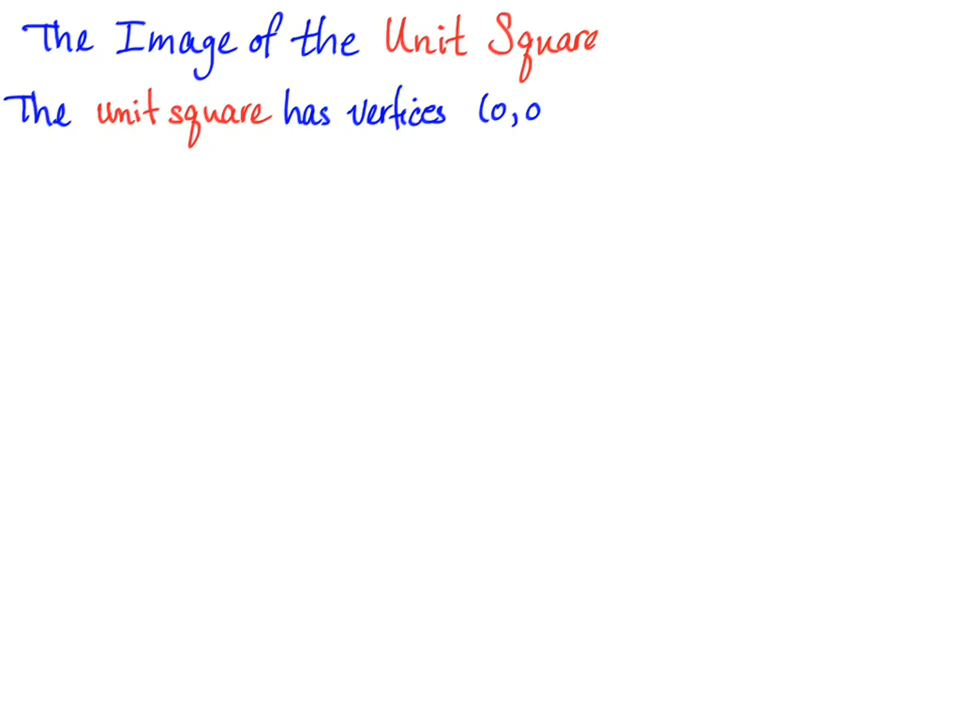 The Image of the Unit Square
The unit square has vertices (0,0